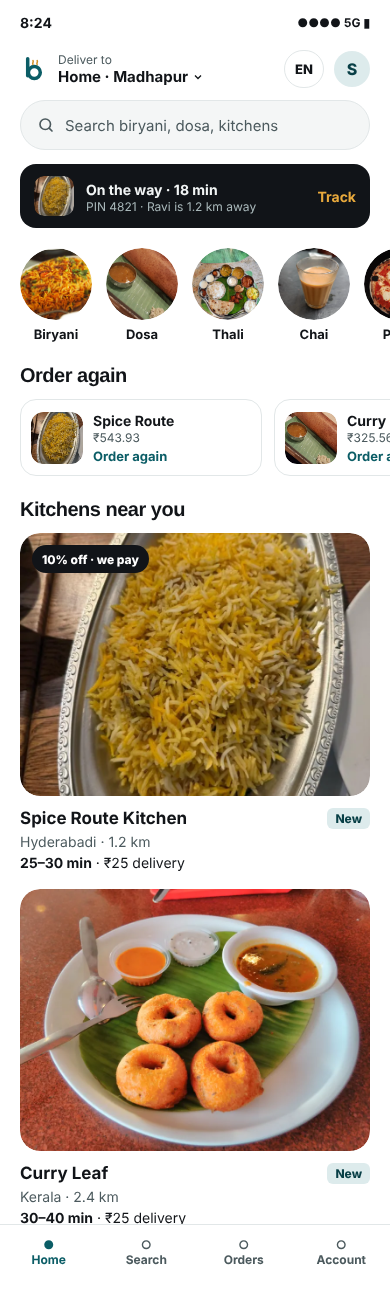 8:24
5G
Deliver to
Home · Madhapur
EN
S
Search biryani, dosa, kitchens
On the way · 18 min
PIN 4821 · Ravi is 1.2 km away
Track
Biryani
Dosa
Thali
Chai
P
Order again
Spice Route
₹543.93
Order again
Curry
₹325.56
Order a
Kitchens near you
10% off · we pay
Spice Route Kitchen
New
Hyderabadi · 1.2 km
25–30 min · ₹25 delivery
Curry Leaf
New
Kerala · 2.4 km
30–40 min · ₹25 delivery
Home
Search
Orders
Account